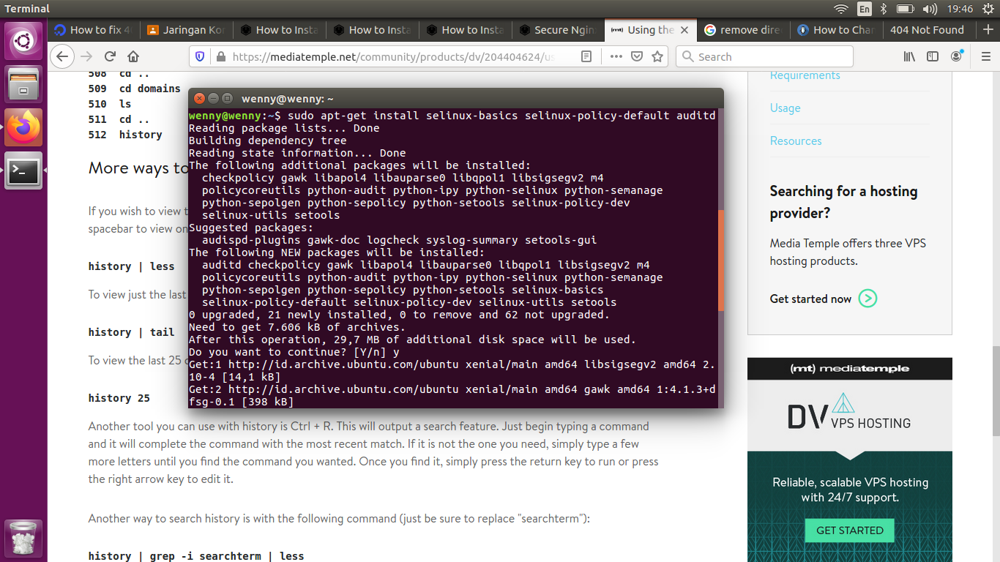 Terminal
En
19:46
How to fix 4
Jaringan Kor
How to Insta
How to Insta
How to Insta
Secure Ngin
Using the
remove dire
How to Char
404 Not Found
https://mediatemple.net/community/products/dv/204404624/us
Search
508 cd ..
509 cd domains
510 ls
511 cd ..
512 history
More ways to
If you wish to view t
spacebar to view on
history | less
To view just the last
history | tail
To view the last 25 c
history 25
Another tool you can use with history is Ctrl + R. This will output a search feature. Just begin typing a command
and it will complete the command with the most recent match. If it is not the one you need, simply type a few
more letters until you find the command you wanted. Once you find it, simply press the return key to run or press
the right arrow key to edit it.
Another way to search history is with the following command (just be sure to replace "searchterm"):
history | grep -i searchterm | less
wenny@wenny: ~
wenny@wenny:~$ sudo apt-get install selinux-basics selinux-policy-default auditd
Reading package lists... Done
Building dependency tree
Reading state information... Done
The following additional packages will be installed:
checkpolicy gawk libapol4 libauparse0 libqpol1 libsigsegv2 m4
policycoreutils python-audit python-ipy python-selinux python-semanage
python-sepolgen python-sepolicy python-setools selinux-policy-dev
selinux-utils setools
Suggested packages:
audispd-plugins gawk-doc logcheck syslog-summary setools-gui
The following NEW packages will be installed:
auditd checkpolicy gawk libapol4 libauparse0 libqpol1 libsigsegv2 m4
policycoreutils python-audit python-ipy python-selinux python-semanage
python-sepolgen python-sepolicy python-setools selinux-basics
selinux-policy-default selinux-policy-dev selinux-utils setools
0 upgraded, 21 newly installed, 0 to remove and 62 not upgraded.
Need to get 7.606 kB of archives.
After this operation, 29,7 MB of additional disk space will be used.
Do you want to continue? [Y/n] y
Get:1 http://id.archive.ubuntu.com/ubuntu xenial/main amd64 libsigsegv2 amd64 2.
10-4 [14,1 kB]
Get:2 http://id.archive.ubuntu.com/ubuntu xenial/main amd64 gawk amd64 1:4.1.3+d
fsg-0.1 [398 kB]
Requirements
Usage
Resources
Searching for a hosting
provider?
Media Temple offers three VPS
hosting products.
Get started now
(mt) mediatemple
DV VPS HOSTING
Reliable, scalable VPS hosting
with 24/7 support.
GET STARTED